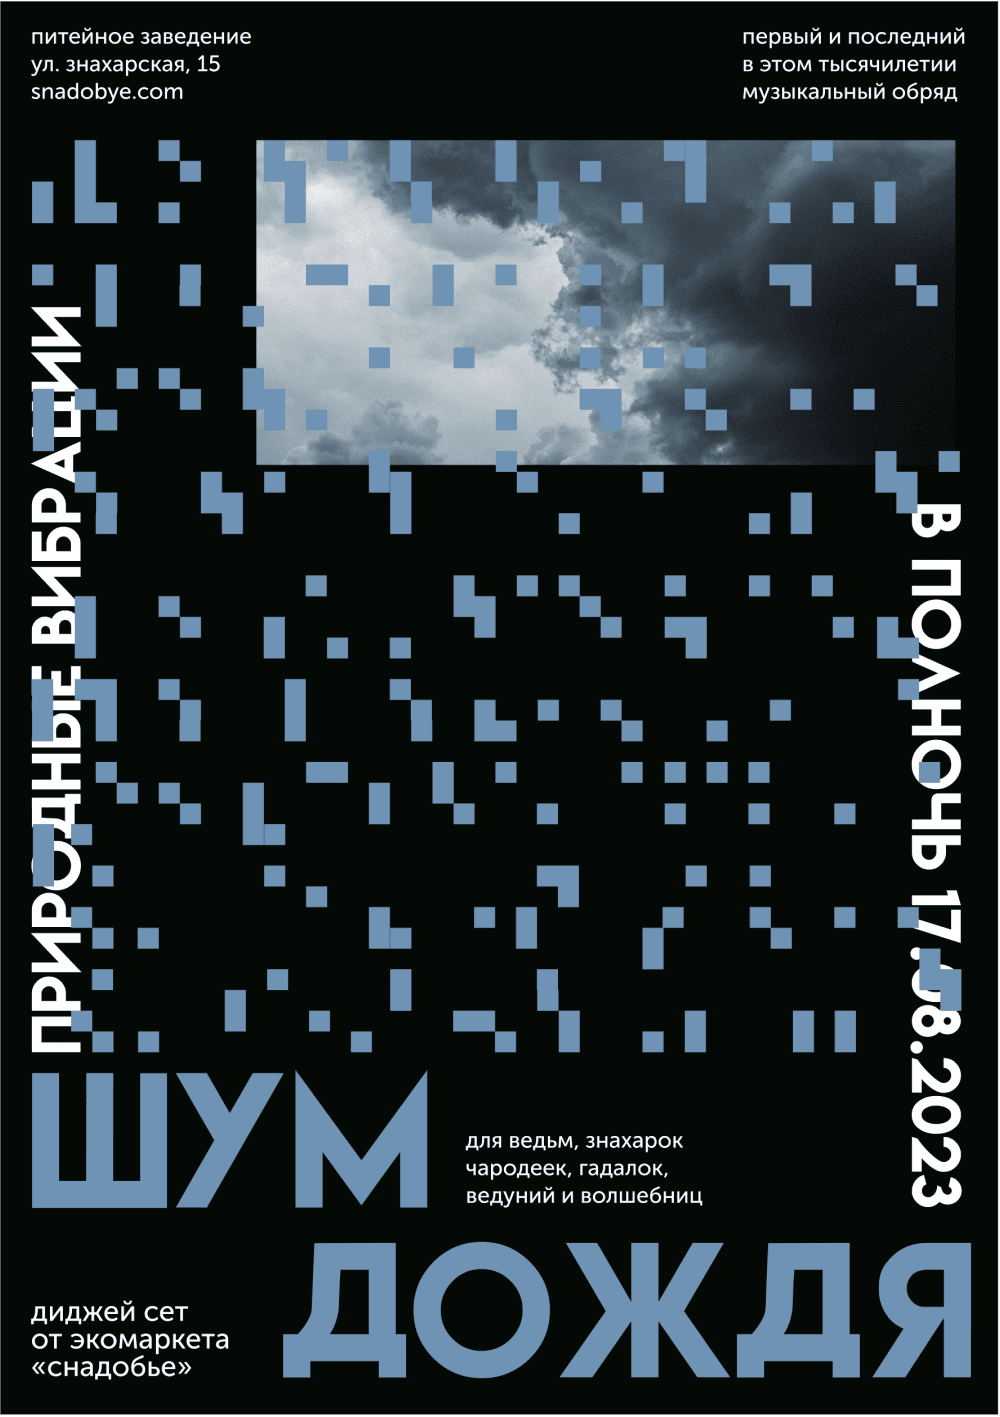 питейное заведение
ул. знахарская, 15
snadobye.com
первый и последний
в этом тысячилетии
музыкальный обряд
ПРИРОДНЫЕ ВИБРАЦИИ
В ПОЛНОЧЬ 17.08.2023
ШУМ
для ведьм, знахарок
чародеек, гадалок,
ведуний и волшебниц
ДОЖДЯ
диджей сет
от экомаркета
«снадобье»